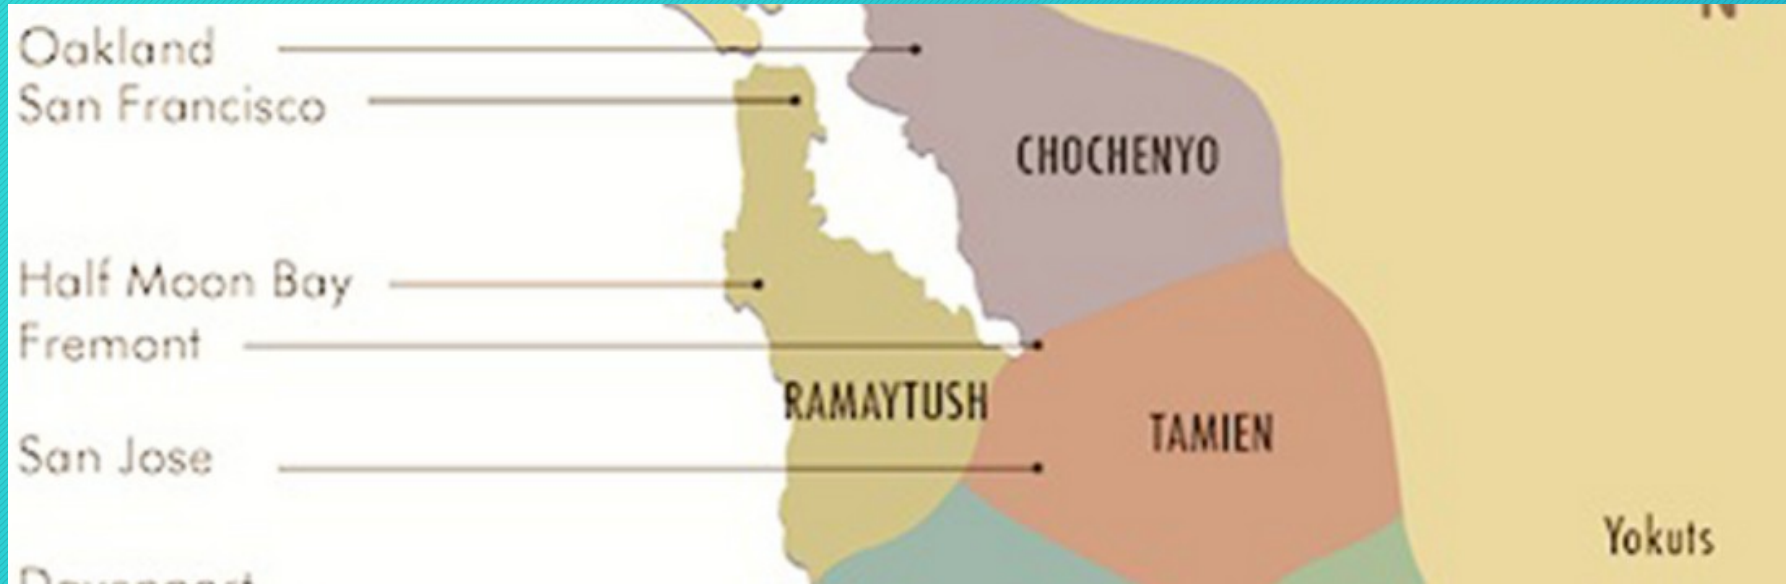 Oakland
San Francisco
CHOCHENYO
Half Moon Bay
Fremont
RAMAYTUSH
TAMIEN
San Jose
Yokuts